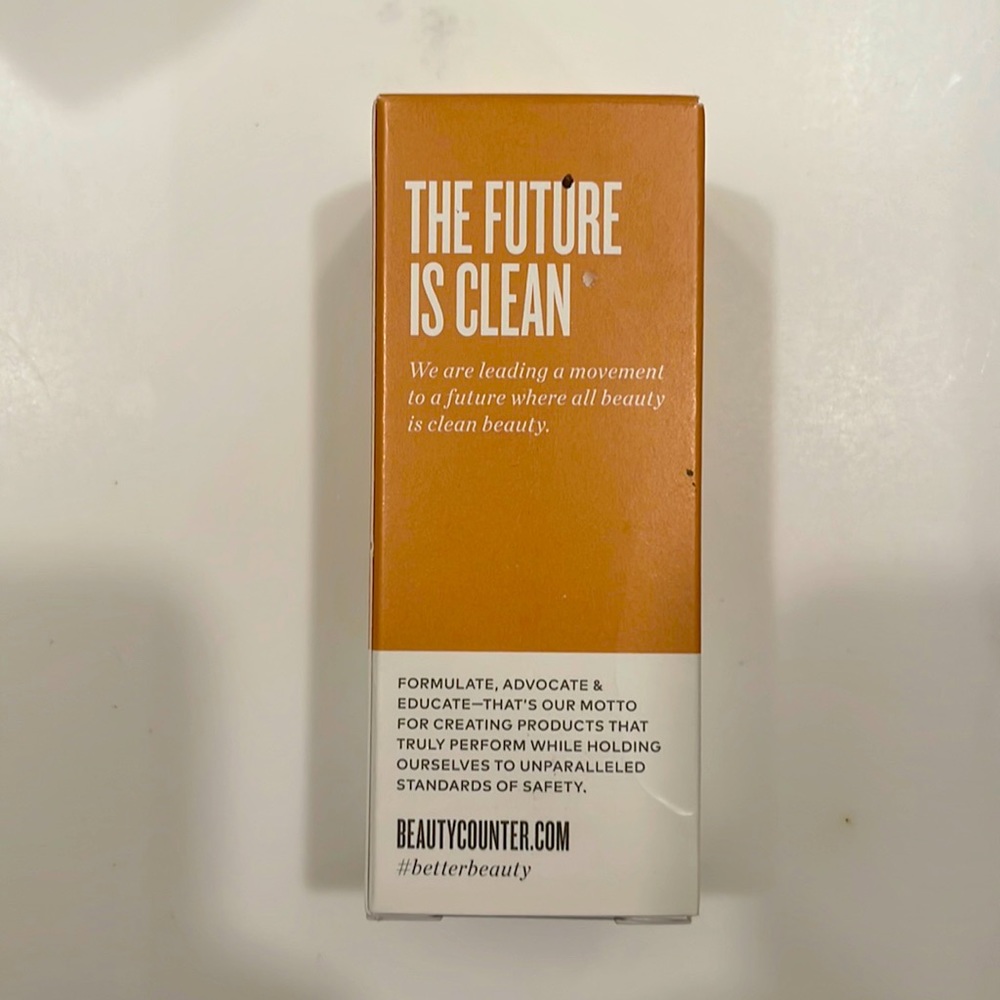 THE FUTURE
IS CLEAN
We are leading a movement
to a future where all beauty
is clean beauty.
FORMULATE, ADVOCATE &
EDUCATE—THAT'S OUR MOTTO
FOR CREATING PRODUCTS THAT
TRULY PERFORM WHILE HOLDING
OURSELVES TO UNPARALLELED
STANDARDS OF SAFETY.
BEAUTYCOUNTER.COM
#betterbeauty